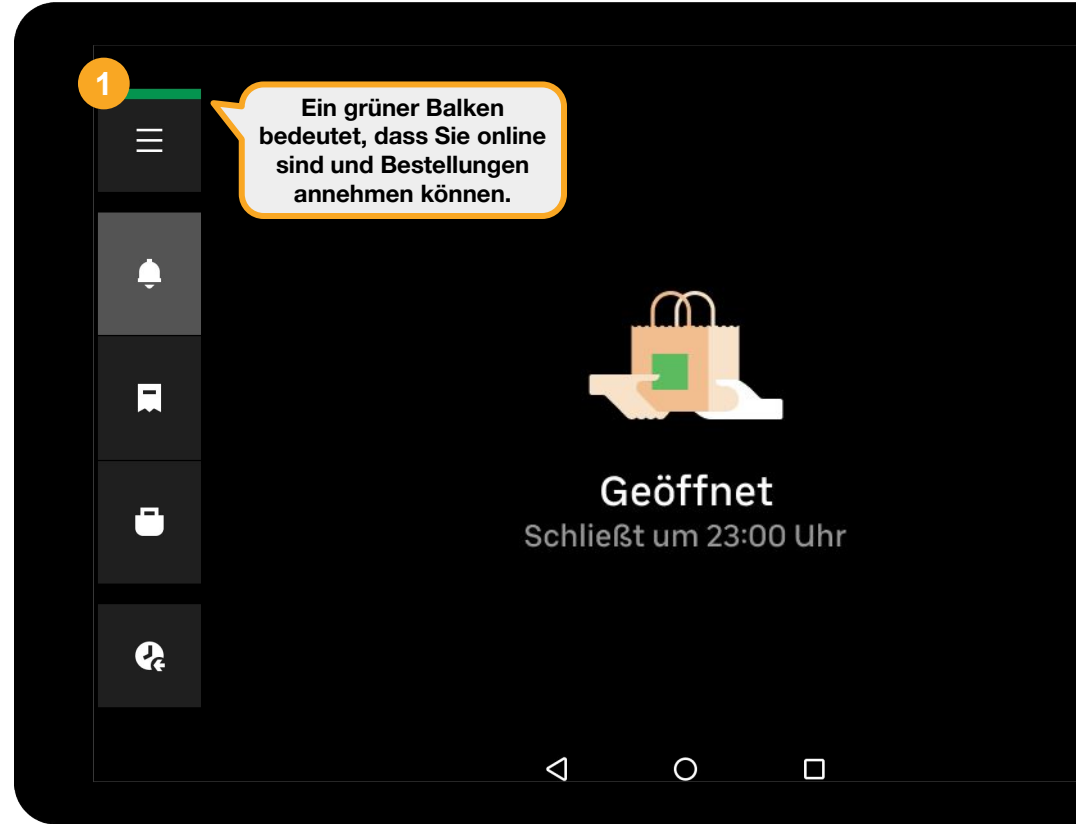 1
Ein grüner Balken
bedeutet, dass Sie online
sind und Bestellungen
annehmen können.
Geöffnet
Schließt um 23:00 Uhr